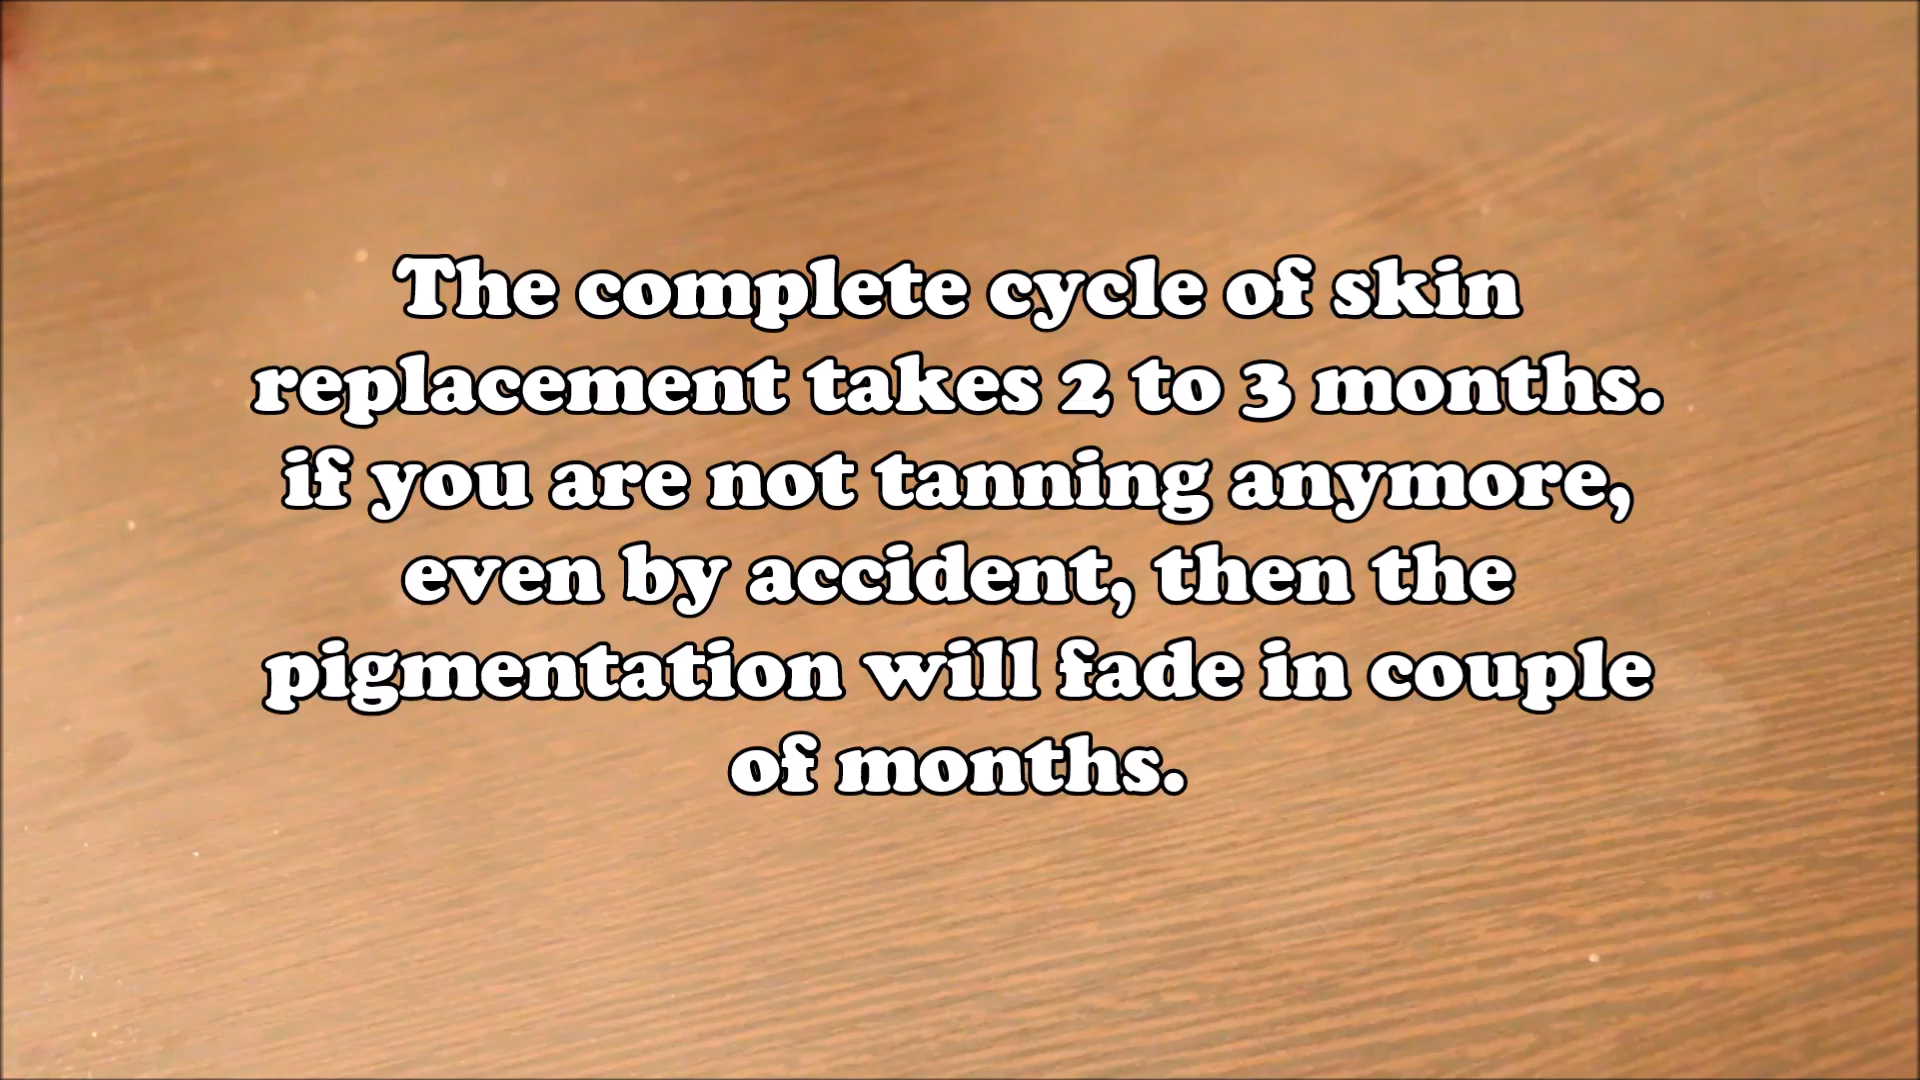 The complete cycle of skin
replacement takes 2 to 3 months.
if you are not tanning anymore,
even by accident, then the
pigmentation will fade in couple
of months.